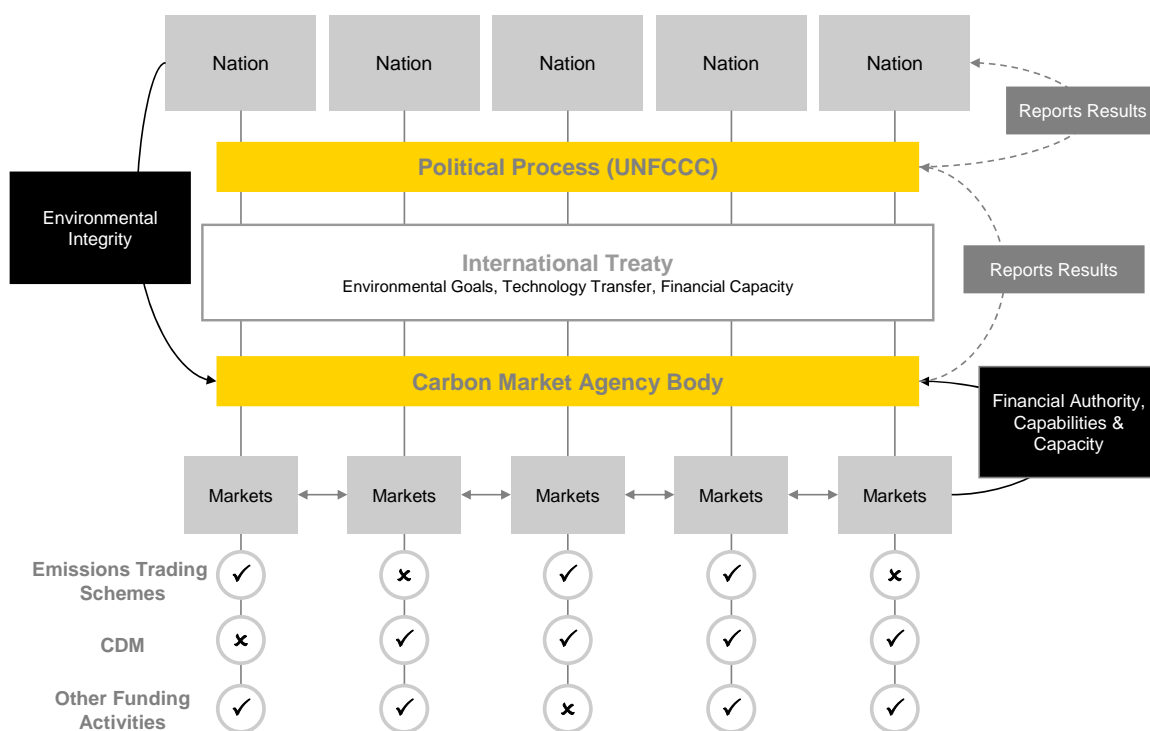 Nation
Nation
Nation
Nation
Nation
Reports Results
Political Process (UNFCCC)
Environmental
Integrity
International Treaty
Environmental Goals, Technology Transfer, Financial Capacity
Reports Results
Carbon Market Agency Body
Financial Authority,
Capabilities &
Capacity
Markets
Markets
Markets
Markets
Markets
Emissions Trading
Schemes
✓
✗
✓
✓
✗
CDM
✗
✓
✓
✓
✓
Other Funding
Activities
✓
✓
✗
✓
✓